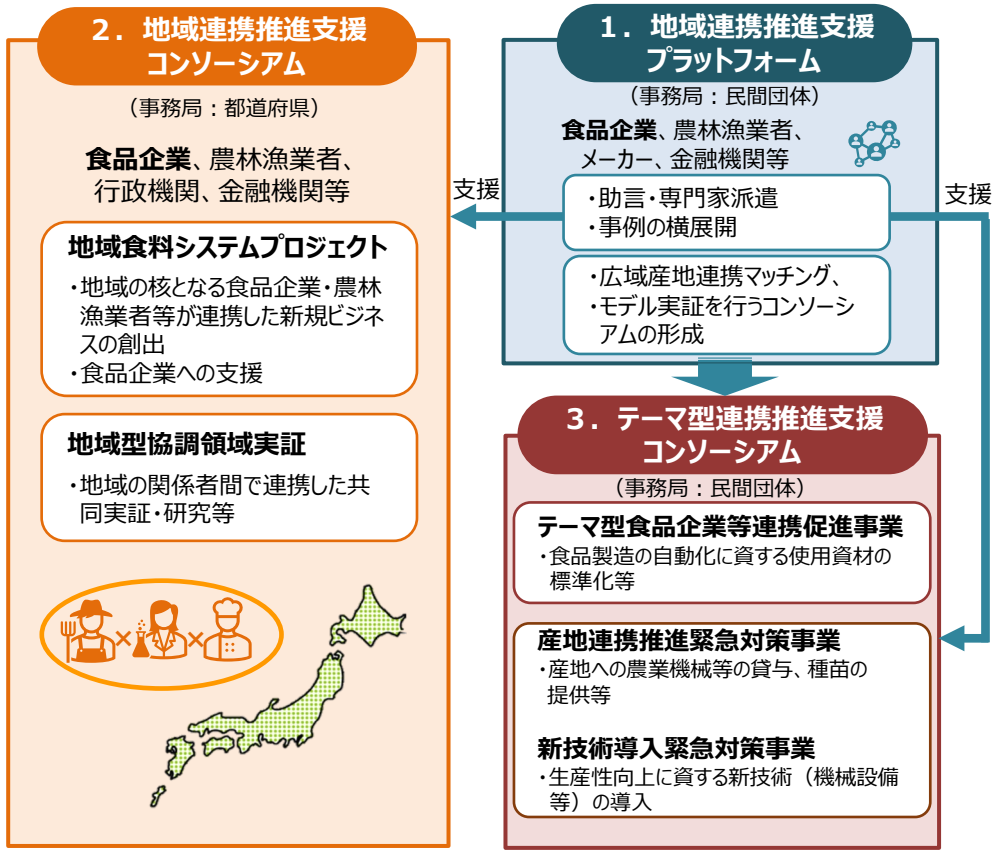 2．地域連携推進支援
コンソーシアム
（事務局：都道府県）
食品企業、農林漁業者、
行政機関、金融機関等
地域食料システムプロジェクト
・地域の核となる食品企業・農林
漁業者等が連携した新規ビジネ
スの創出
・食品企業への支援
地域型協調領域実証
・地域の関係者間で連携した共
同実証・研究等
支援
1．地域連携推進支援
プラットフォーム
（事務局：民間団体）
食品企業、農林漁業者、
メーカー、金融機関等
・助言・専門家派遣
・事例の横展開
・広域産地連携マッチング、
・モデル実証を行うコンソーシ
アムの形成
支援
3．テーマ型連携推進支援
コンソーシアム
（事務局：民間団体）
テーマ型食品企業等連携促進事業
・食品製造の自動化に資する使用資材の
標準化等
産地連携推進緊急対策事業
・産地への農業機械等の貸与、種苗の
提供等
新技術導入緊急対策事業
・生産性向上に資する新技術（機械設備
等）の導入